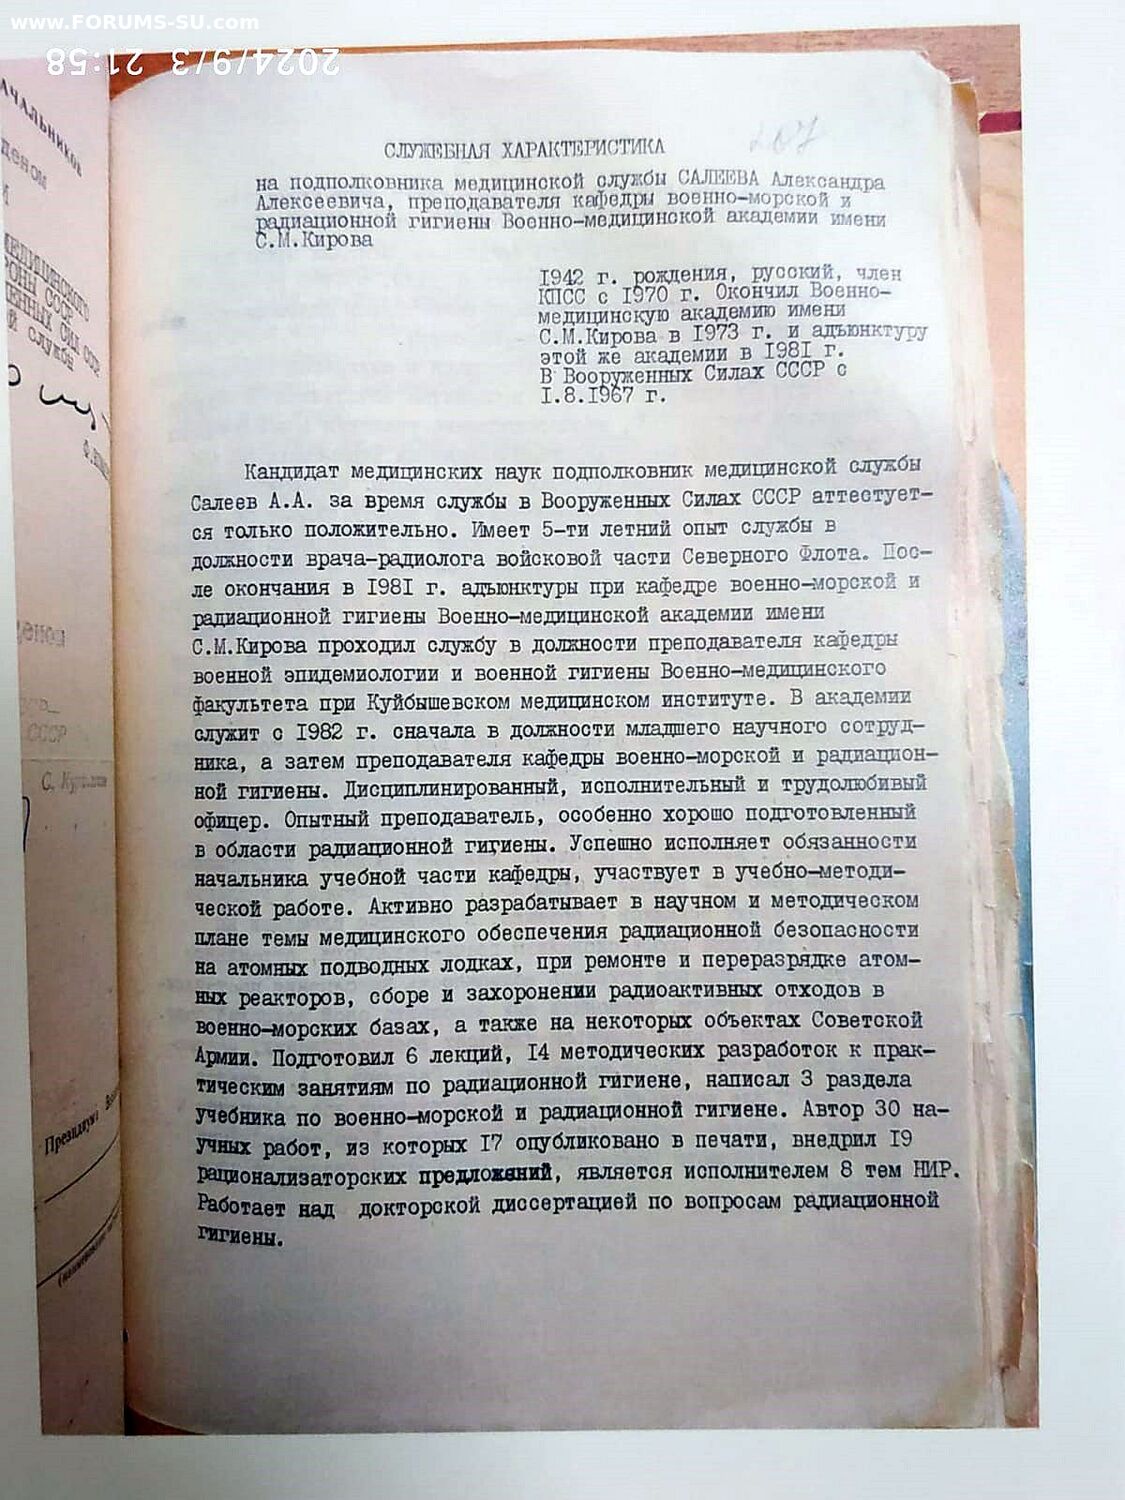 www.FORUMS-SU.com
2024/9/3 21:58
АЧАЛЬНИКОВ
СССР
Президиум
267
СЛУЖЕБНАЯ ХАРАКТЕРИСТИКА
на подполковника медицинской службы САЛЕЕВА Александра
Алексеевича, преподавателя кафедры военно-морской и
радиационной гигиены Военно-медицинской академии имени
С.М.Кирова
1942 г. рождения, русский, член
КПСС с 1970 г. Окончил Военно-
медицинскую академию имени
С.М.Кирова в 1973 г. и адъюнктуру
этой же академии в 1981 г.
В Вооруженных Силах СССР с
1.8.1967 г.
Кандидат медицинских наук подполковник медицинской службы
Салеев А.А. за время службы в Вооруженных Силах СССР аттестует-
ся только положительно. Имеет 5-ти летний опыт службы в
должности врача-радиолога войсковой части Северного Флота. Пос-
ле окончания в 1981 г. адъюнктуры при кафедре военно-морской и
радиационной гигиены Военно-медицинской академии имени
С.М.Кирова проходил службу в должности преподавателя кафедры
военной эпидемиологии и военной гигиены Военно-медицинского
факультета при Куйбышевском медицинском институте. В академии
служит с 1982 г. сначала в должности младшего научного сотруд-
ника, а затем преподавателя кафедры военно-морской и радиацион-
ной гигиены. Дисциплинированный, исполнительный и трудолюбивый
офицер. Опытный преподаватель, особенно хорошо подготовленный
в области радиационной гигиены. Успешно исполняет обязанности
начальника учебной части кафедры, участвует в учебно-методи-
ческой работе. Активно разрабатывает в научном и методическом
плане темы медицинского обеспечения радиационной безопасности
на атомных подводных лодках, при ремонте и переразрядке атом-
ных реакторов, сборе и захоронении радиоактивных отходов в
военно-морских базах, а также на некоторых объектах Советской
Армии. Подготовил 6 лекций, 14 методических разработок к прак-
тическим занятиям по радиационной гигиене, написал 3 раздела
учебника по военно-морской и радиационной гигиене. Автор 30 на-
учных работ, из которых 17 опубликовано в печати, внедрил 19
рационализаторских предложений, является исполнителем 8 тем НИР.
Работает над докторской диссертацией по вопросам радиационной
гигиены.